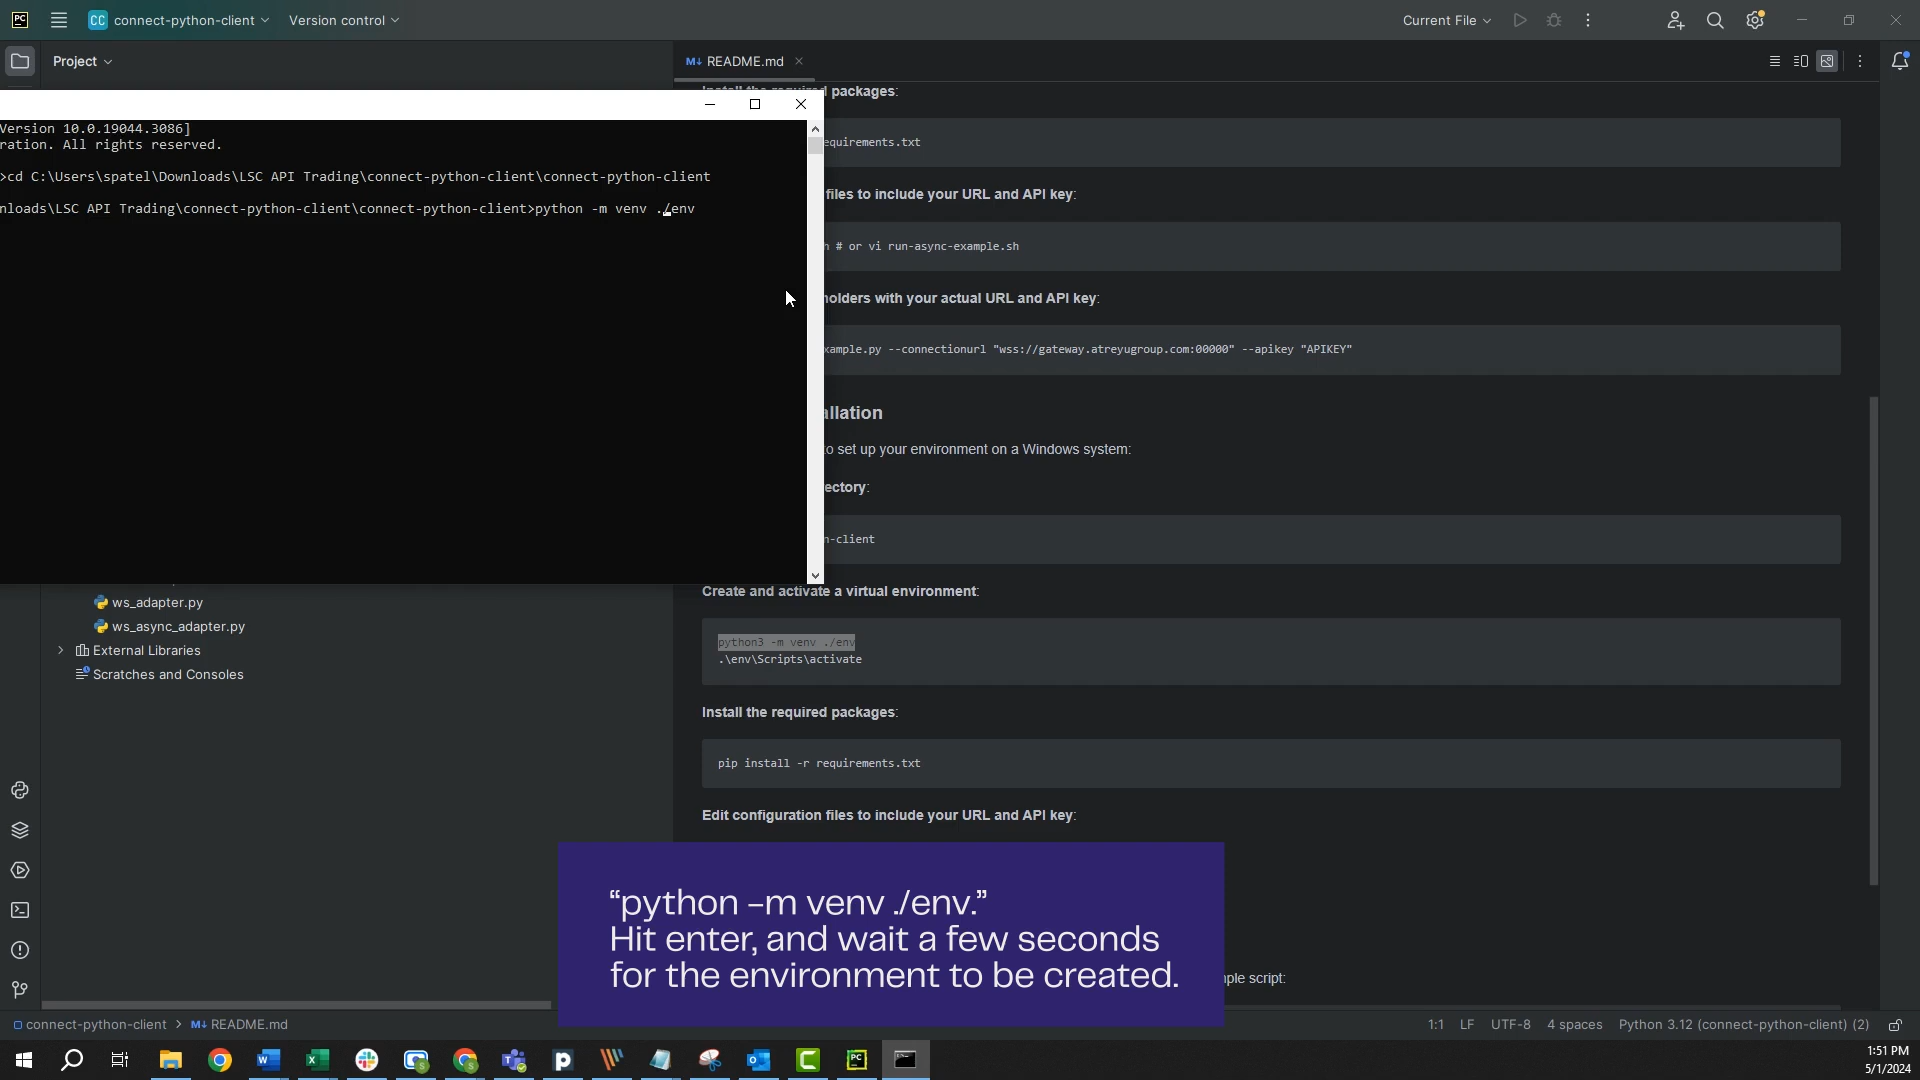 PC
CC connect-python-client
Version control
Current File
Project
M↓ README.md
packages:
Version 10.0.19044.3086]
ration. All rights reserved.
equirements.txt
>cd C:\Users\spatel\Downloads\LSC API Trading\connect-python-client\connect-python-client
files to include your URL and API key:
nloads\LSC API Trading\connect-python-client\connect-python-client>python -m venv ./env
h # or vi run-async-example.sh
holders with your actual URL and API key:
xample.py --connectionurl "wss://gateway.atreyugroup.com:00000" --apikey "APIKEY"
allation
to set up your environment on a Windows system:
ectory:
n-client
Create and activate a virtual environment:
ws_adapter.py
ws_async_adapter.py
External Libraries
Scratches and Consoles
python3 -m venv ./env
.\env\Scripts\activate
Install the required packages:
pip install -r requirements.txt
Edit configuration files to include your URL and API key:
“python -m venv ./env.”
Hit enter, and wait a few seconds
for the environment to be created.
ple script:
connect-python-client > M↓ README.md
1:1 LF UTF-8 4 spaces Python 3.12 (connect-python-client) (2)
1:51 PM
5/1/2024